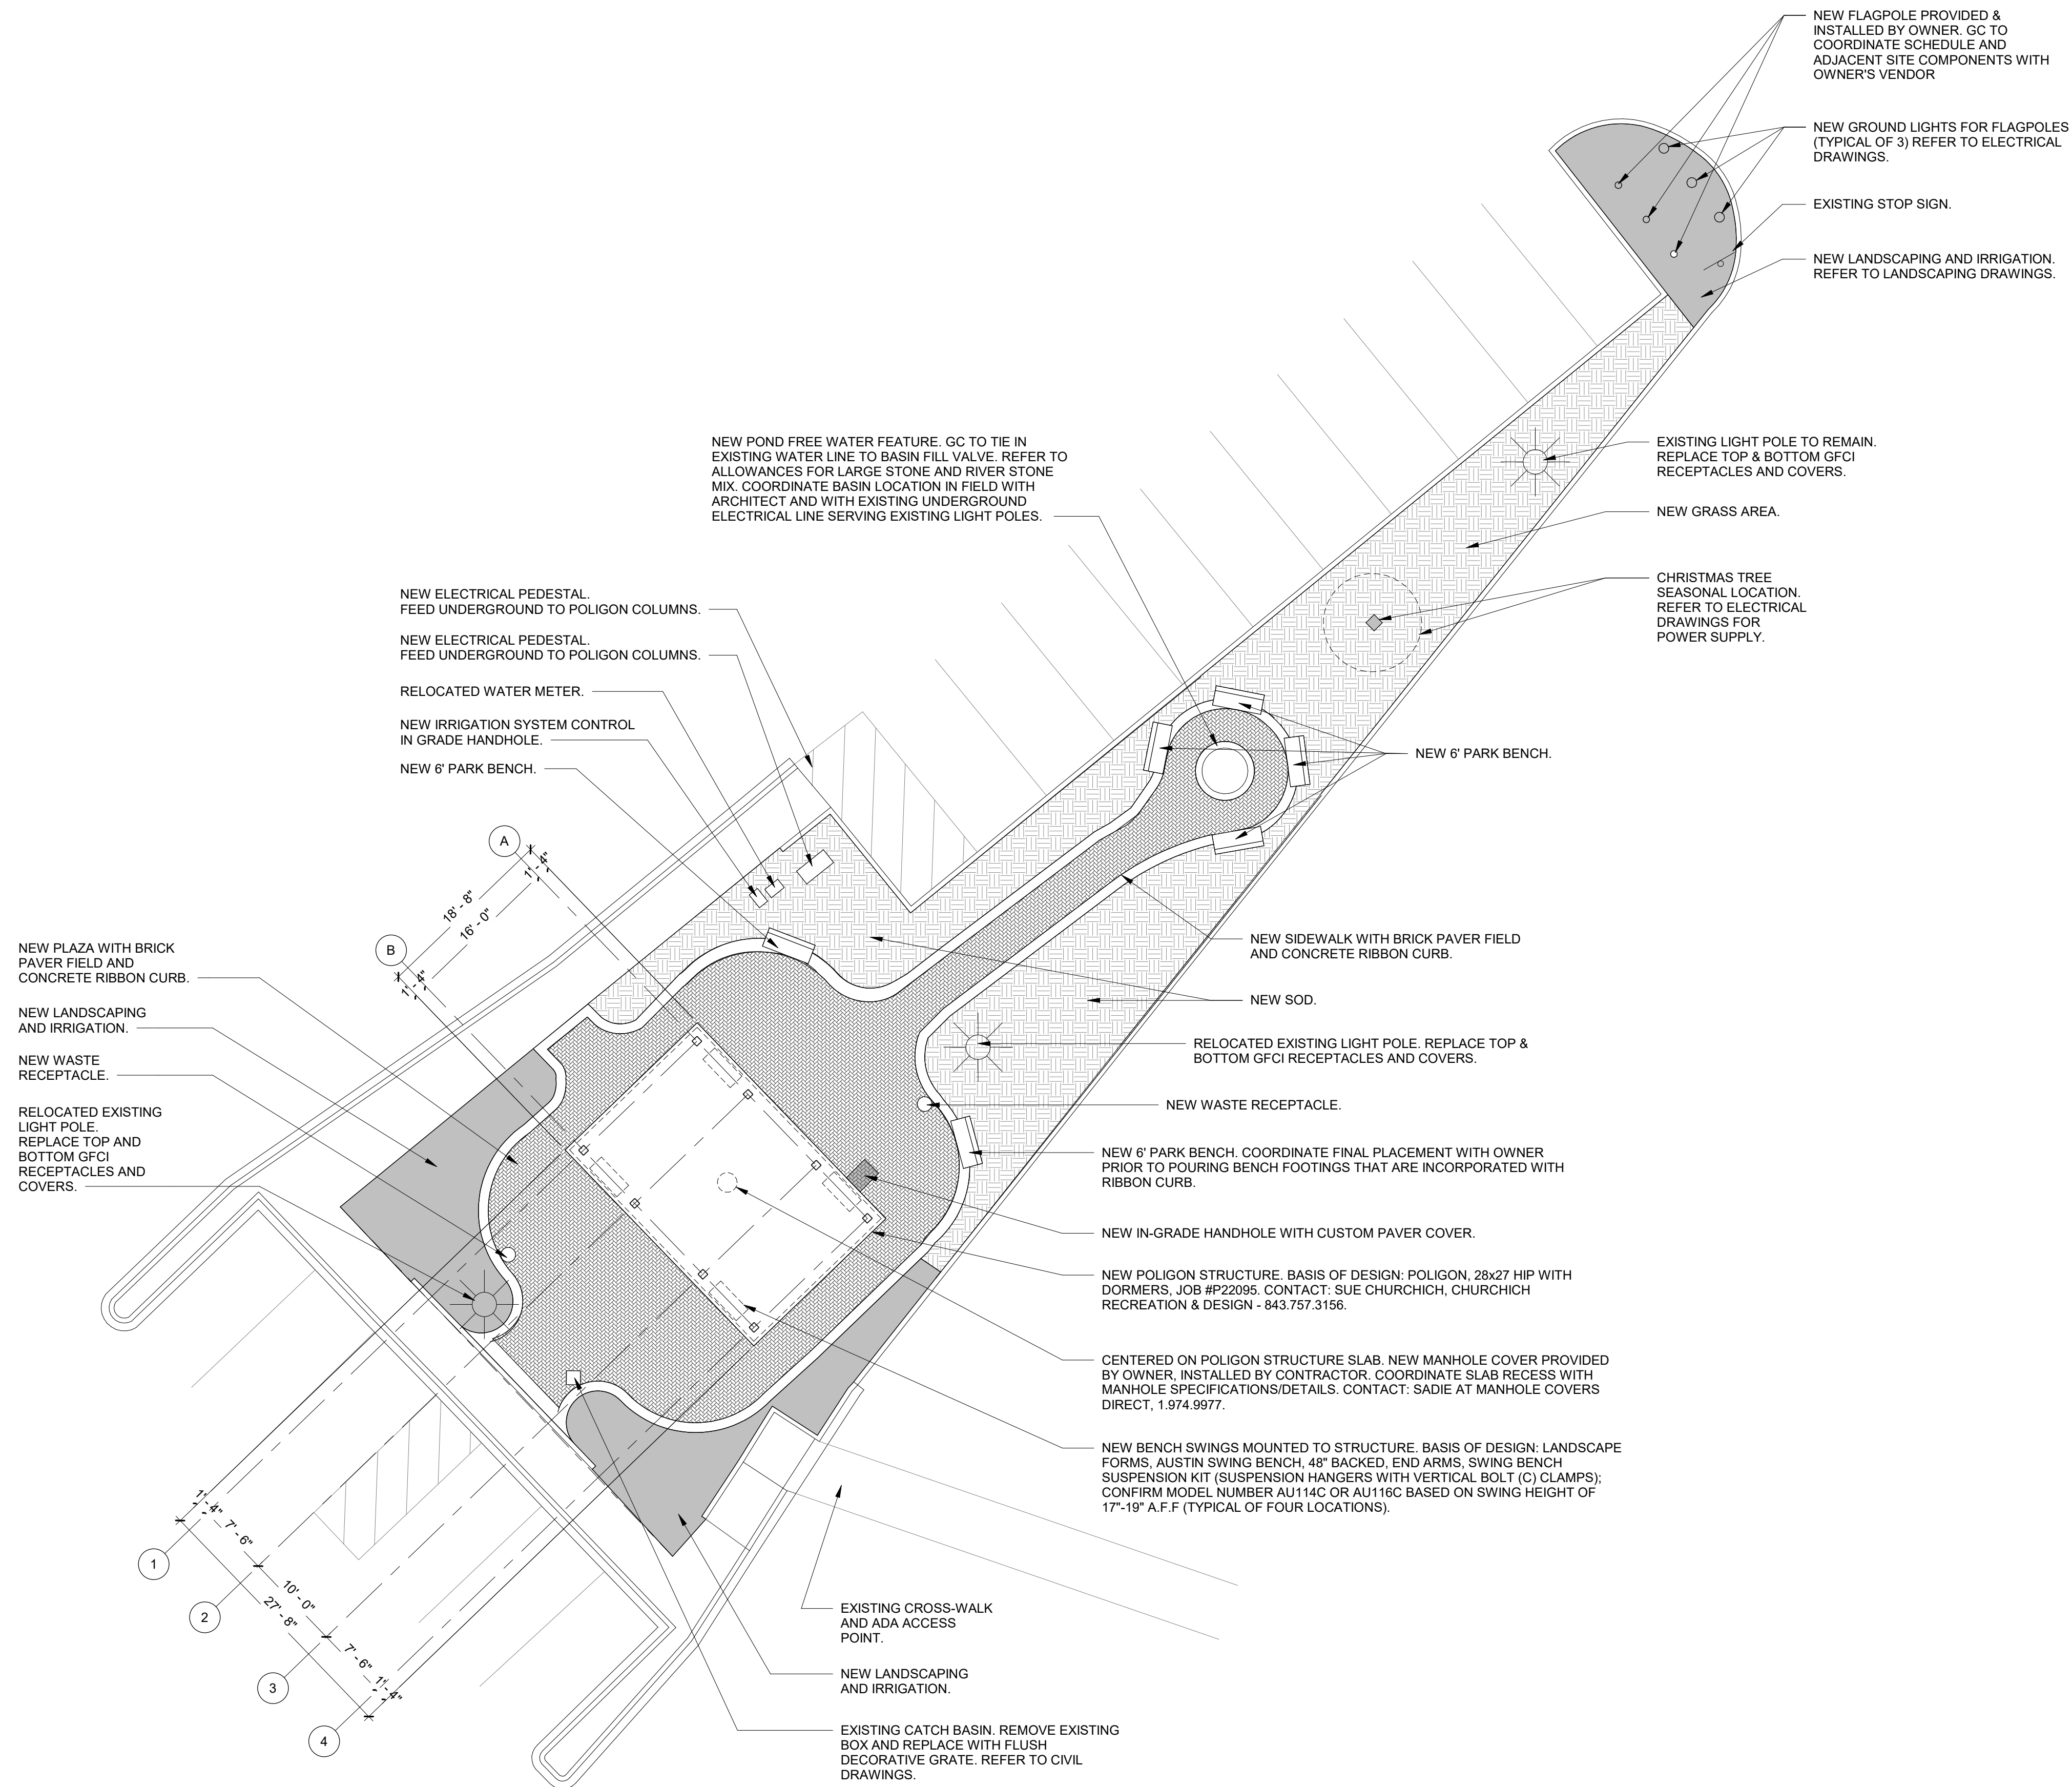 NEW FLAGPOLE PROVIDED &
INSTALLED BY OWNER. GC TO
COORDINATE SCHEDULE AND
ADJACENT SITE COMPONENTS WITH
OWNER'S VENDOR
NEW GROUND LIGHTS FOR FLAGPOLES
(TYPICAL OF 3) REFER TO ELECTRICAL
DRAWINGS.
EXISTING STOP SIGN.
NEW LANDSCAPING AND IRRIGATION.
REFER TO LANDSCAPING DRAWINGS.
NEW POND FREE WATER FEATURE. GC TO TIE IN
EXISTING WATER LINE TO BASIN FILL VALVE. REFER TO
ALLOWANCES FOR LARGE STONE AND RIVER STONE
MIX. COORDINATE BASIN LOCATION IN FIELD WITH
ARCHITECT AND WITH EXISTING UNDERGROUND
ELECTRICAL LINE SERVING EXISTING LIGHT POLES.
EXISTING LIGHT POLE TO REMAIN.
REPLACE TOP & BOTTOM GFCI
RECEPTACLES AND COVERS.
NEW GRASS AREA.
CHRISTMAS TREE
SEASONAL LOCATION.
REFER TO ELECTRICAL
DRAWINGS FOR
POWER SUPPLY.
NEW ELECTRICAL PEDESTAL.
FEED UNDERGROUND TO POLIGON COLUMNS.
NEW ELECTRICAL PEDESTAL.
FEED UNDERGROUND TO POLIGON COLUMNS.
RELOCATED WATER METER.
NEW IRRIGATION SYSTEM CONTROL
IN GRADE HANDHOLE.
NEW 6' PARK BENCH.
NEW 6' PARK BENCH.
A
1' - 4"
18' - 8"
16' - 0"
B
1' - 4"
NEW PLAZA WITH BRICK
PAVER FIELD AND
CONCRETE RIBBON CURB.
NEW LANDSCAPING
AND IRRIGATION.
NEW WASTE
RECEPTACLE.
RELOCATED EXISTING
LIGHT POLE.
REPLACE TOP AND
BOTTOM GFCI
RECEPTACLES AND
COVERS.
NEW SIDEWALK WITH BRICK PAVER FIELD
AND CONCRETE RIBBON CURB.
NEW SOD.
RELOCATED EXISTING LIGHT POLE. REPLACE TOP &
BOTTOM GFCI RECEPTACLES AND COVERS.
NEW WASTE RECEPTACLE.
NEW 6' PARK BENCH. COORDINATE FINAL PLACEMENT WITH OWNER
PRIOR TO POURING BENCH FOOTINGS THAT ARE INCORPORATED WITH
RIBBON CURB.
NEW IN-GRADE HANDHOLE WITH CUSTOM PAVER COVER.
NEW POLIGON STRUCTURE. BASIS OF DESIGN: POLIGON, 28x27 HIP WITH
DORMERS, JOB #P22095. CONTACT: SUE CHURCHICH, CHURCHICH
RECREATION & DESIGN - 843.757.3156.
CENTERED ON POLIGON STRUCTURE SLAB. NEW MANHOLE COVER PROVIDED
BY OWNER, INSTALLED BY CONTRACTOR. COORDINATE SLAB RECESS WITH
MANHOLE SPECIFICATIONS/DETAILS. CONTACT: SADIE AT MANHOLE COVERS
DIRECT, 1.974.9977.
NEW BENCH SWINGS MOUNTED TO STRUCTURE. BASIS OF DESIGN: LANDSCAPE
FORMS, AUSTIN SWING BENCH, 48" BACKED, END ARMS, SWING BENCH
SUSPENSION KIT (SUSPENSION HANGERS WITH VERTICAL BOLT (C) CLAMPS);
CONFIRM MODEL NUMBER AU114C OR AU116C BASED ON SWING HEIGHT OF
17"-19" A.F.F (TYPICAL OF FOUR LOCATIONS).
1' - 4"
7' - 6"
1
10' - 0"
27' - 8"
2
7' - 6"
1' - 4"
3
4
EXISTING CROSS-WALK
AND ADA ACCESS
POINT.
NEW LANDSCAPING
AND IRRIGATION.
EXISTING CATCH BASIN. REMOVE EXISTING
BOX AND REPLACE WITH FLUSH
DECORATIVE GRATE. REFER TO CIVIL
DRAWINGS.